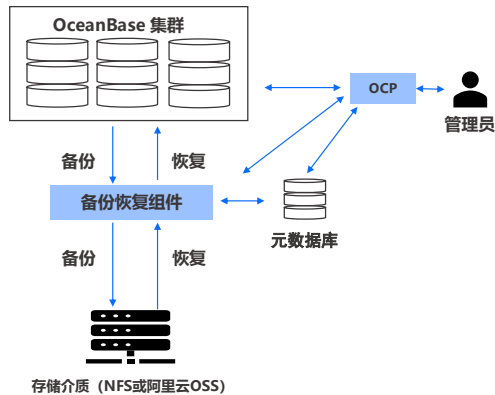 OceanBase 集群
OCP
管理员
备份
恢复
备份恢复组件
元数据库
备份
恢复
存储介质（NFS或阿里云OSS）